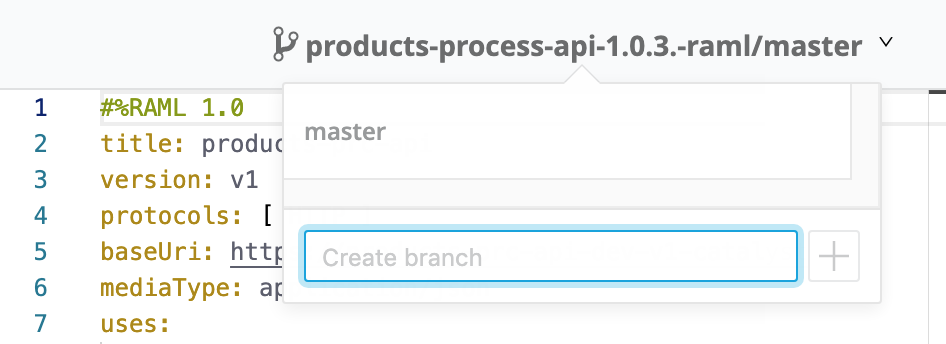 products-process-api-1.0.3.-raml/master
master
Create branch
1 #%RAML 1.0
2 title: produc
3 version: v1
4 protocols: [
5 baseUri: http
6 mediaType: ap
7 uses: